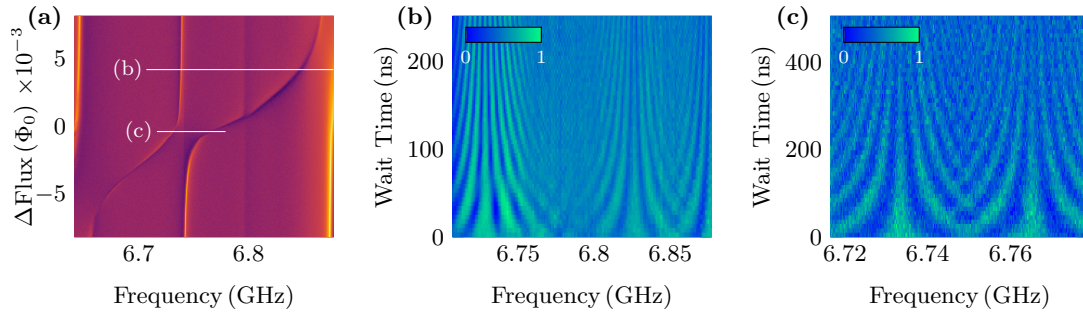 (a)
ΔFlux (Φ₀) ×10⁻³
5
0
−5
(b)
(c)
6.7 6.8
Frequency (GHz)
(b)
Wait Time (ns)
200
100
0
0 1
6.75 6.8 6.85
Frequency (GHz)
(c)
Wait Time (ns)
400
200
0
0 1
6.72 6.74 6.76
Frequency (GHz)